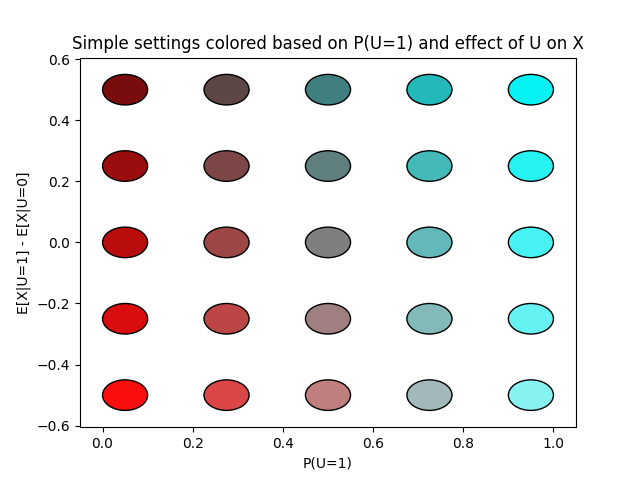 Simple settings colored based on P(U=1) and effect of U on X
0.6
0.4
0.2
0.0
−0.2
−0.4
−0.6
E[X|U=1] - E[X|U=0]
0.0 0.2 0.4 0.6 0.8 1.0
P(U=1)